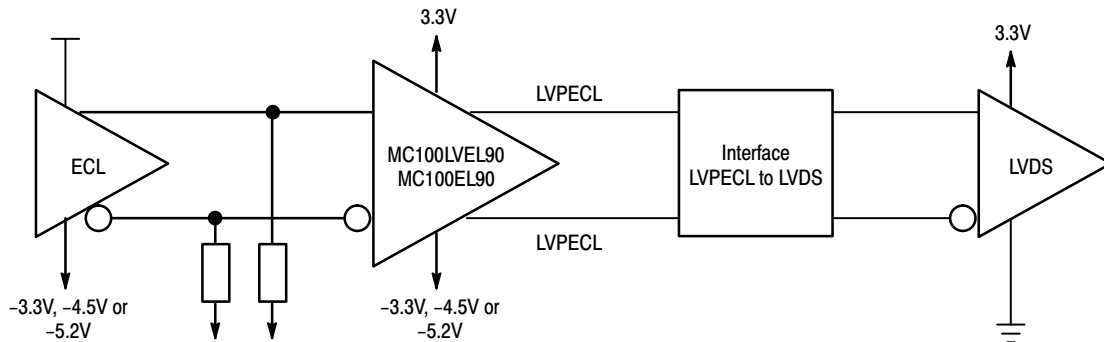 3.3V
3.3V
LVPECL
ECL
MC100LVEL90
MC100EL90
Interface
LVPECL to LVDS
LVDS
LVPECL
−3.3V, −4.5V or
−5.2V
−3.3V, −4.5V or
−5.2V